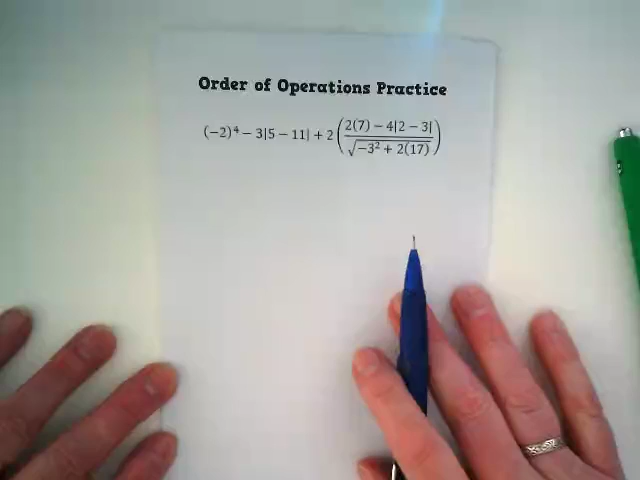 Order of Operations Practice
(−2)⁴ − 3|5 − 11| + 2 ( (2(7) − 4|2 − 3|) / √(−3² + 2(17)) )